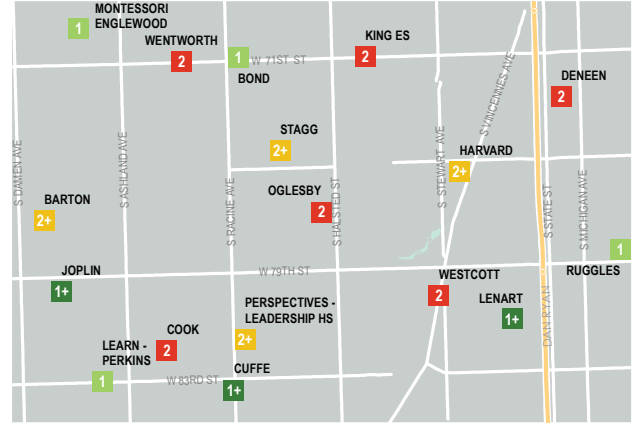 MONTESSORI
ENGLEWOOD
1
WENTWORTH
2
1
BOND
W 71ST ST
KING ES
2
DENEEN
2
S VINCENNES AVE
STAGG
2+
HARVARD
2+
S DAMEN AVE
S ASHLAND AVE
S RACINE AVE
S HALSTED ST
S STEWART AVE
S STATE ST
S MICHIGAN AVE
BARTON
2+
OGLESBY
2
JOPLIN
1+
W 79TH ST
WESTCOTT
2
LENART
1+
1
RUGGLES
DAN RYAN
PERSPECTIVES -
LEADERSHIP HS
2+
COOK
2
LEARN -
PERKINS
1
W 83RD ST
CUFFE
1+